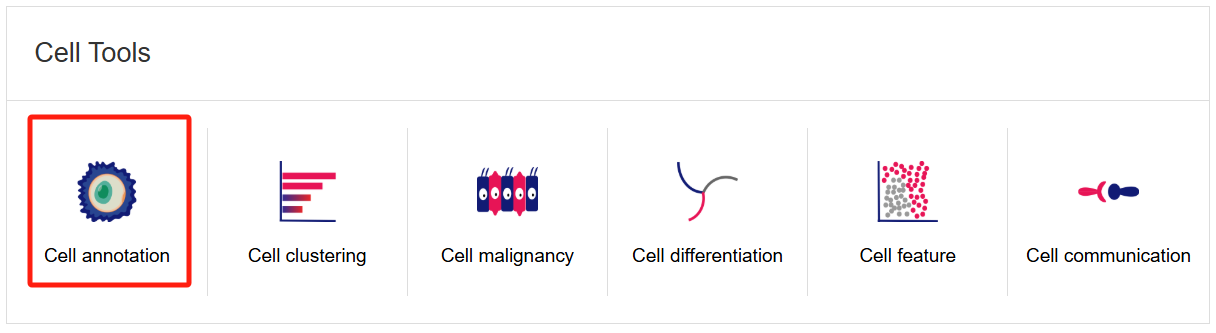 Cell Tools
Cell annotation
Cell clustering
Cell malignancy
Cell differentiation
Cell feature
Cell communication